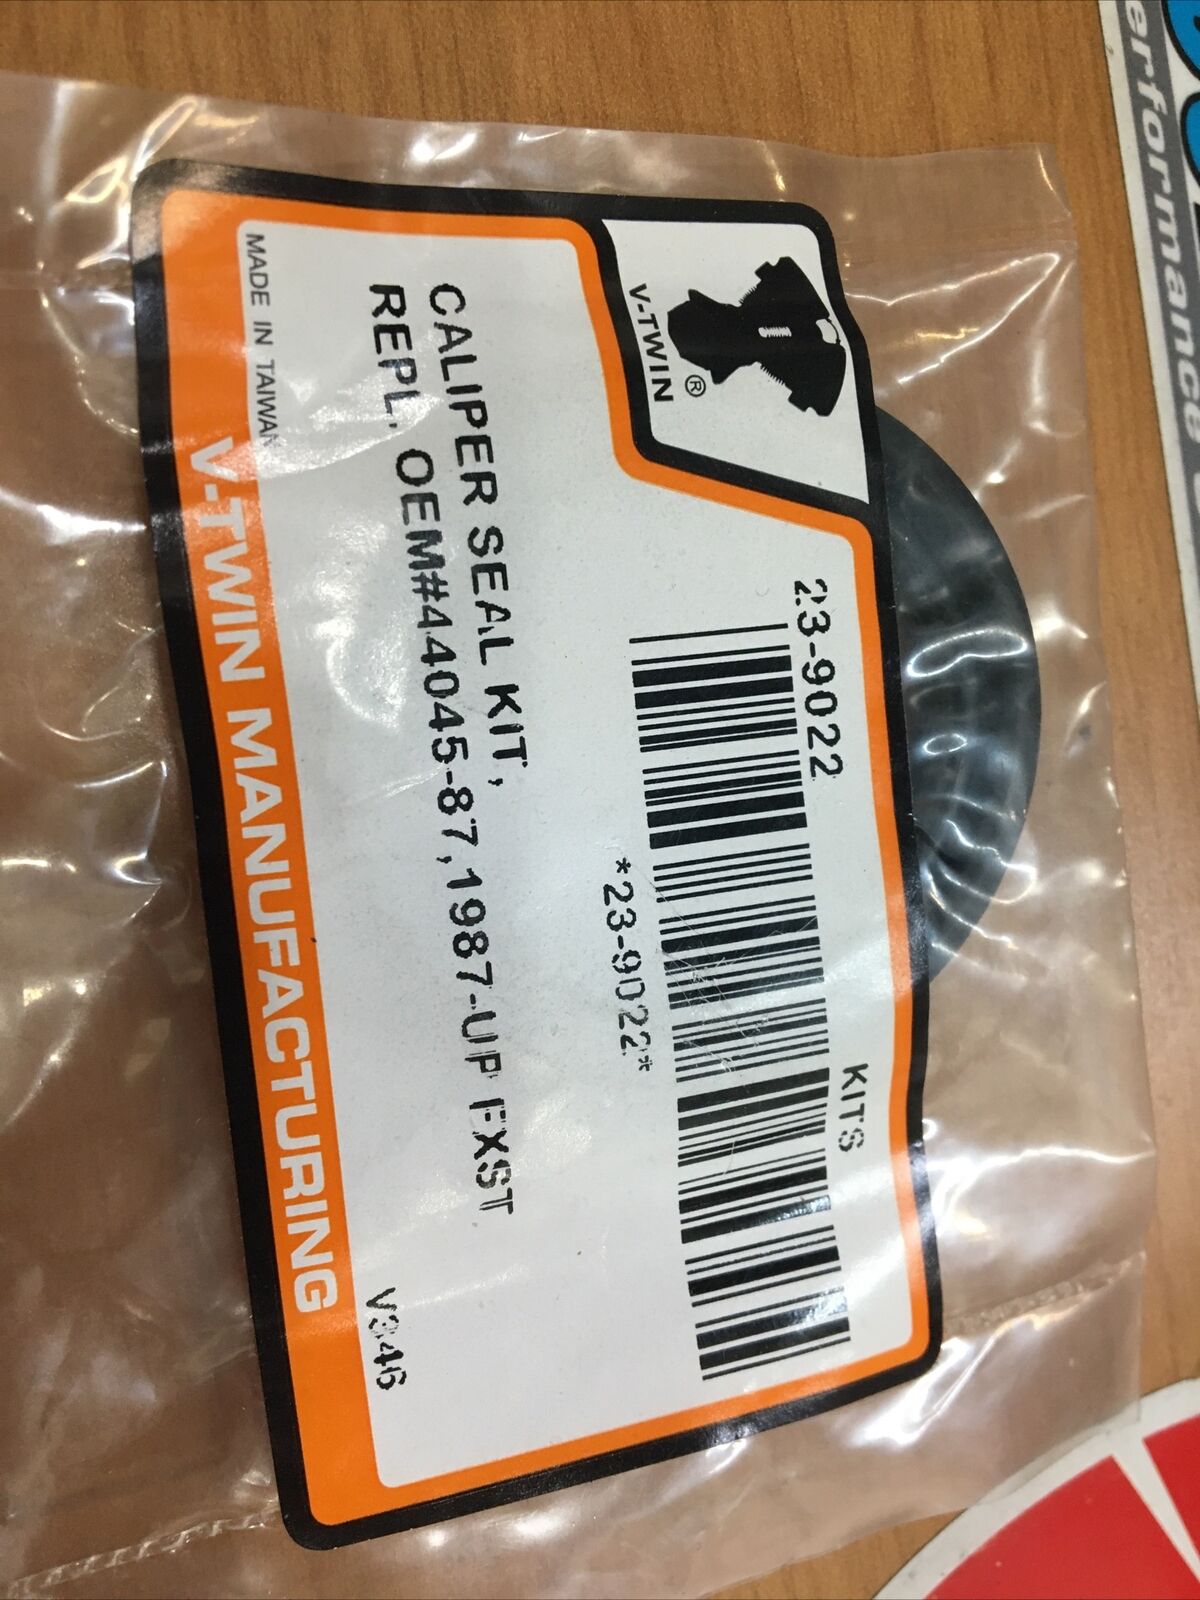 V-TWIN
®
23-9022
KITS
*23-9022*
CALIPER SEAL KIT,
REPL. OEM#44045-87,1987-UP FXST
V346
MADE IN TAIWAN
V-TWIN MANUFACTURING
erformance